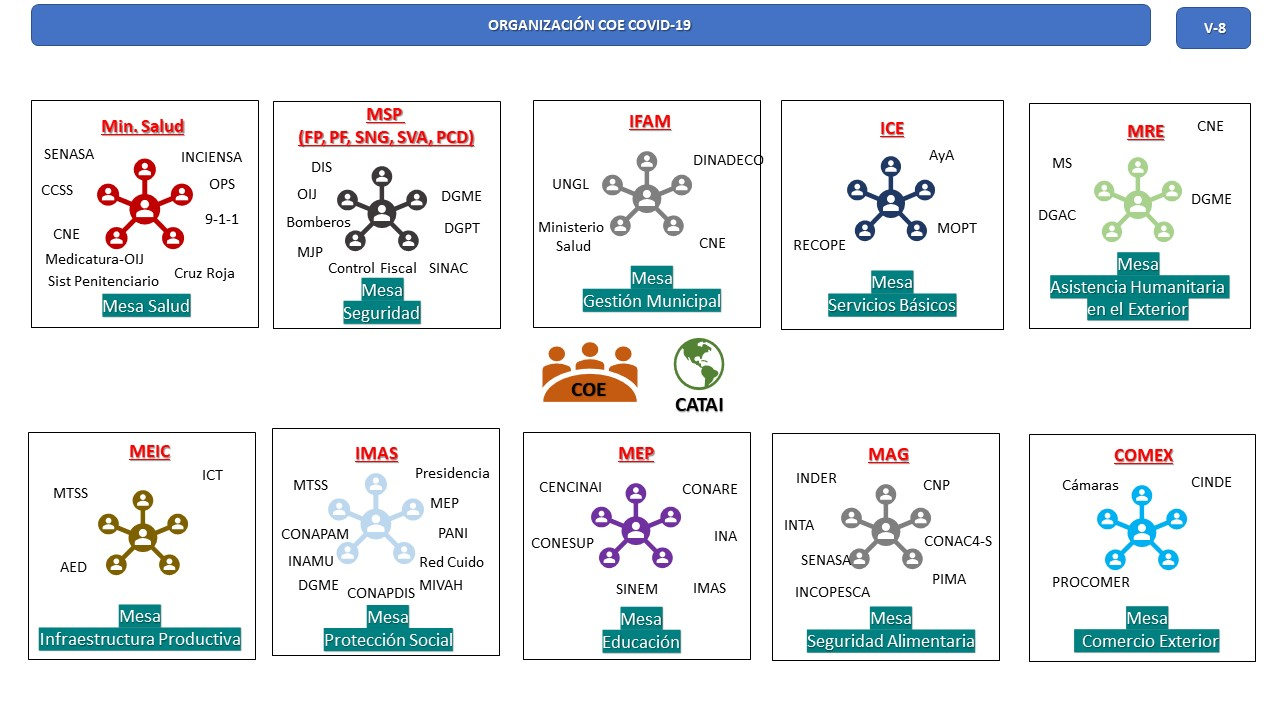 ORGANIZACIÓN COE COVID-19
V-8
Min. Salud
SENASA
INCIENSA
CCSS
OPS
9-1-1
CNE
Medicatura-OIJ
Cruz Roja
Sist Penitenciario
Mesa Salud
MSP
(FP, PF, SNG, SVA, PCD)
DIS
OIJ
DGME
Bomberos
DGPT
MJP
Control Fiscal
SINAC
Mesa
Seguridad
IFAM
DINADECO
UNGL
Ministerio
Salud
CNE
Mesa
Gestión Municipal
ICE
AyA
MOPT
RECOPE
Mesa
Servicios Básicos
CNE
MRE
MS
DGME
DGAC
Mesa
Asistencia Humanitaria
en el Exterior
COE
CATAI
MEIC
ICT
MTSS
AED
Mesa
Infraestructura Productiva
IMAS
Presidencia
MTSS
MEP
CONAPAM
PANI
INAMU
Red Cuido
DGME
MIVAH
CONAPDIS
Mesa
Protección Social
MEP
CENCINAI
CONARE
CONESUP
INA
SINEM
IMAS
Mesa
Educación
MAG
INDER
CNP
INTA
CONAC4-S
SENASA
PIMA
INCOPESCA
Mesa
Seguridad Alimentaria
COMEX
Cámaras
CINDE
PROCOMER
Mesa
Comercio Exterior